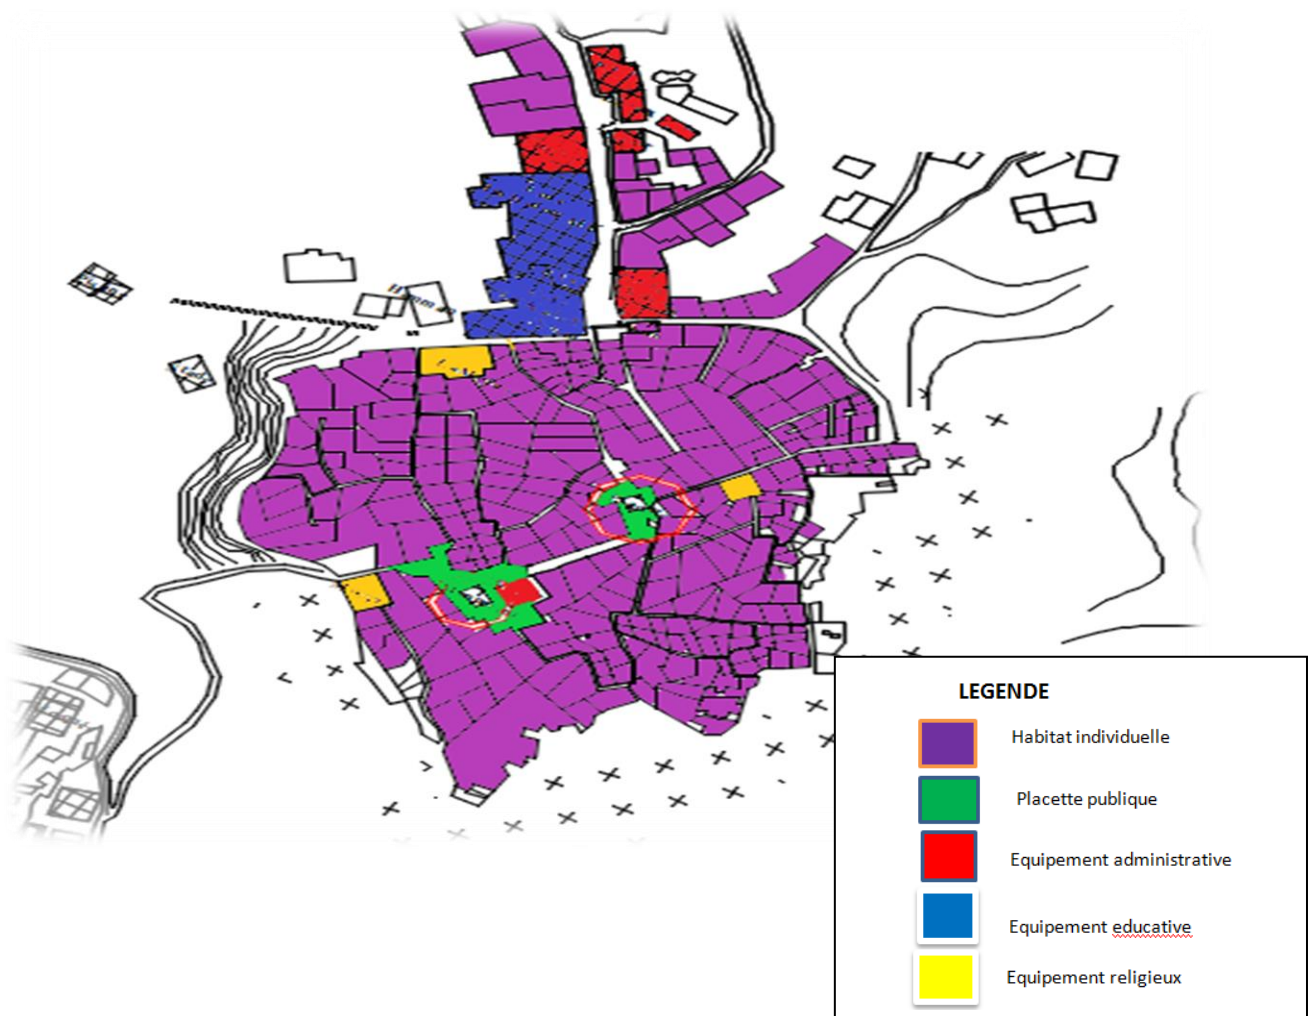 LEGENDE
Habitat individuelle
Placette publique
Equipement administrative
Equipement educative
Equipement religieux